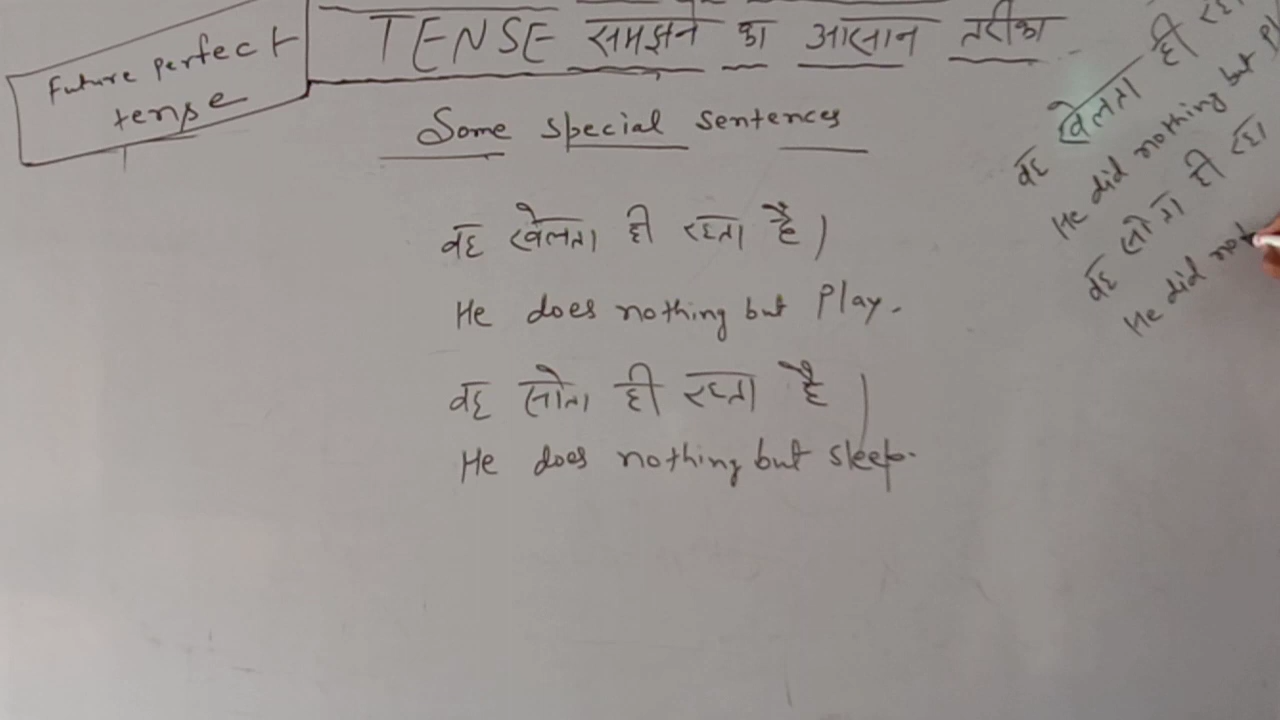 Future perfect
tense
TENSE समझने का आसान तरीका
Some special sentences
वह खेलता ही रहता है।
He does nothing but Play.
वह सोता ही रहता है।
He does nothing but sleep.
वह खेलता ही
He did nothing but
वह सोता ही रहा
He did not